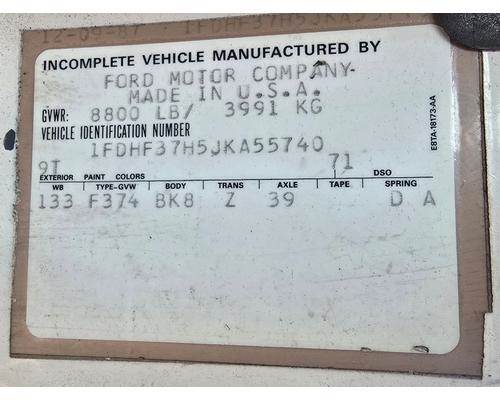 12-09-87 1FDHF37H5JKA557
INCOMPLETE VEHICLE MANUFACTURED BY
FORD MOTOR COMPANY
MADE IN U.S.A.
GVWR: 8800 LB/ 3991 KG
VEHICLE IDENTIFICATION NUMBER
1FDHF37H5JKA55740
9T 71
EXTERIOR PAINT COLORS DSO
WB TYPE-GVW BODY TRANS AXLE TAPE SPRING
133 F374 BK8 Z 39 D A
E8TA-18173-AA